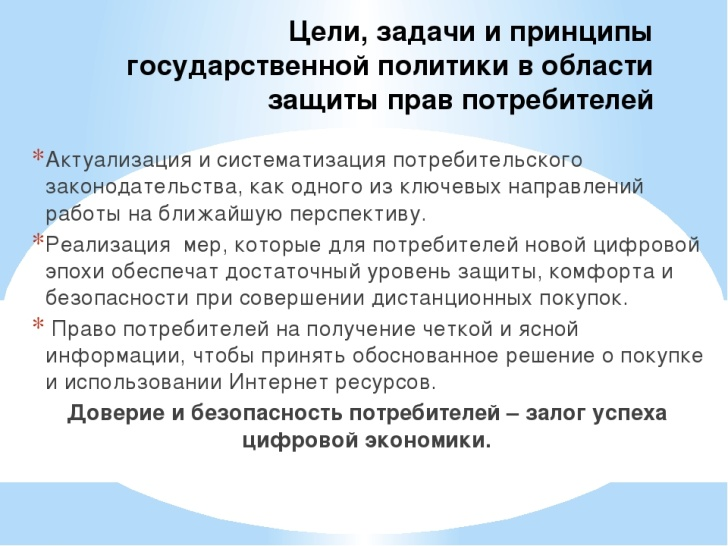 Цели, задачи и принципы
государственной политики в области
защиты прав потребителей
*Актуализация и систематизация потребительского
законодательства, как одного из ключевых направлений
работы на ближайшую перспективу.
*Реализация  мер, которые для потребителей новой цифровой
эпохи обеспечат достаточный уровень защиты, комфорта и
безопасности при совершении дистанционных покупок.
* Право потребителей на получение четкой и ясной
информации, чтобы принять обоснованное решение о покупке
и использовании Интернет ресурсов.
Доверие и безопасность потребителей – залог успеха
цифровой экономики.